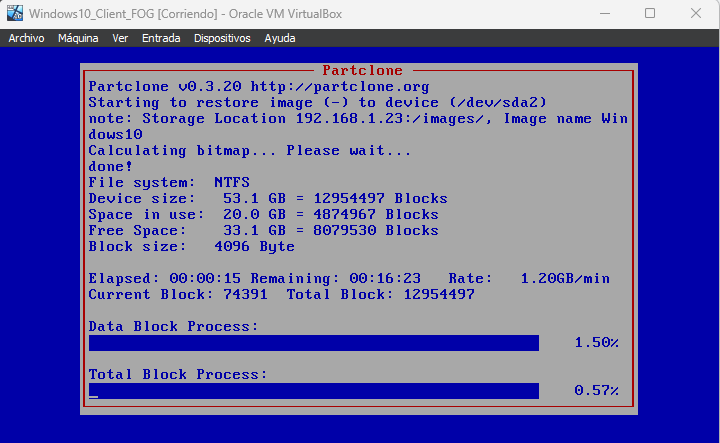 Windows10_Client_FOG [Corriendo] - Oracle VM VirtualBox
Archivo Máquina Ver Entrada Dispositivos Ayuda
Partclone
Partclone v0.3.20 http://partclone.org
Starting to restore image (-) to device (/dev/sda2)
note: Storage Location 192.168.1.23:/images/, Image name Win
dows10
Calculating bitmap... Please wait...
done!
File system:  NTFS
Device size:   53.1 GB = 12954497 Blocks
Space in use:  20.0 GB = 4874967 Blocks
Free Space:    33.1 GB = 8079530 Blocks
Block size:   4096 Byte
Elapsed: 00:00:15 Remaining: 00:16:23   Rate:   1.20GB/min
Current Block: 74391  Total Block: 12954497
Data Block Process:
1.50%
Total Block Process:
0.57%